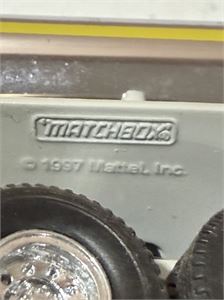 "MATCHBOX"®
© 1997 Mattel, Inc.